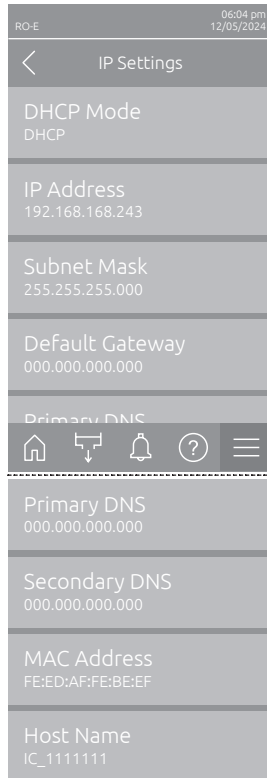 06:04 pm
RO-E
12/05/2024
IP Settings
DHCP Mode
DHCP
IP Address
192.168.168.243
Subnet Mask
255.255.255.000
Default Gateway
000.000.000.000
Primary DNS
?
Primary DNS
000.000.000.000
Secondary DNS
000.000.000.000
MAC Address
FE:ED:AF:FE:BE:EF
Host Name
IC_1111111